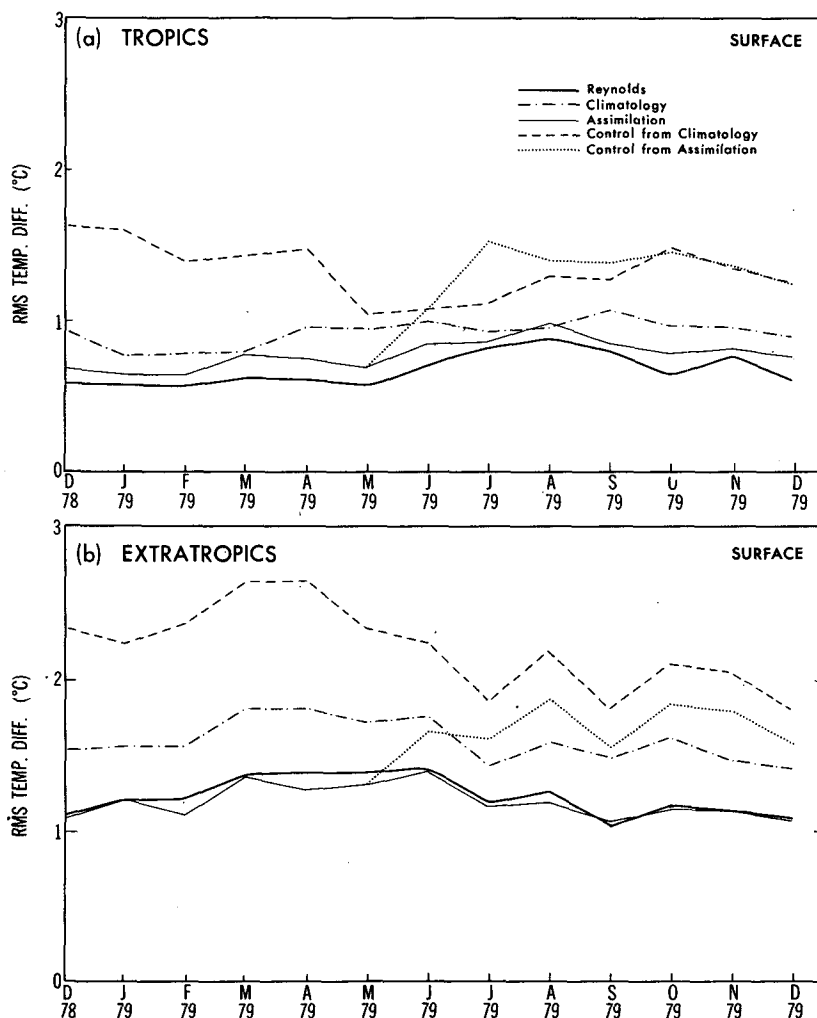 3
(a) TROPICS
SURFACE
Reynolds
Climatology
Assimilation
Control from Climatology
Control from Assimilation
2
RMS TEMP. DIFF. (°C)
1
0
D J F M A M J J A S O N D
78 79 79 79 79 79 79 79 79 79 79 79 79
3
(b) EXTRATROPICS
SURFACE
2
RMS TEMP. DIFF. (°C)
1
0
D J F M A M J J A S O N D
78 79 79 79 79 79 79 79 79 79 79 79 79